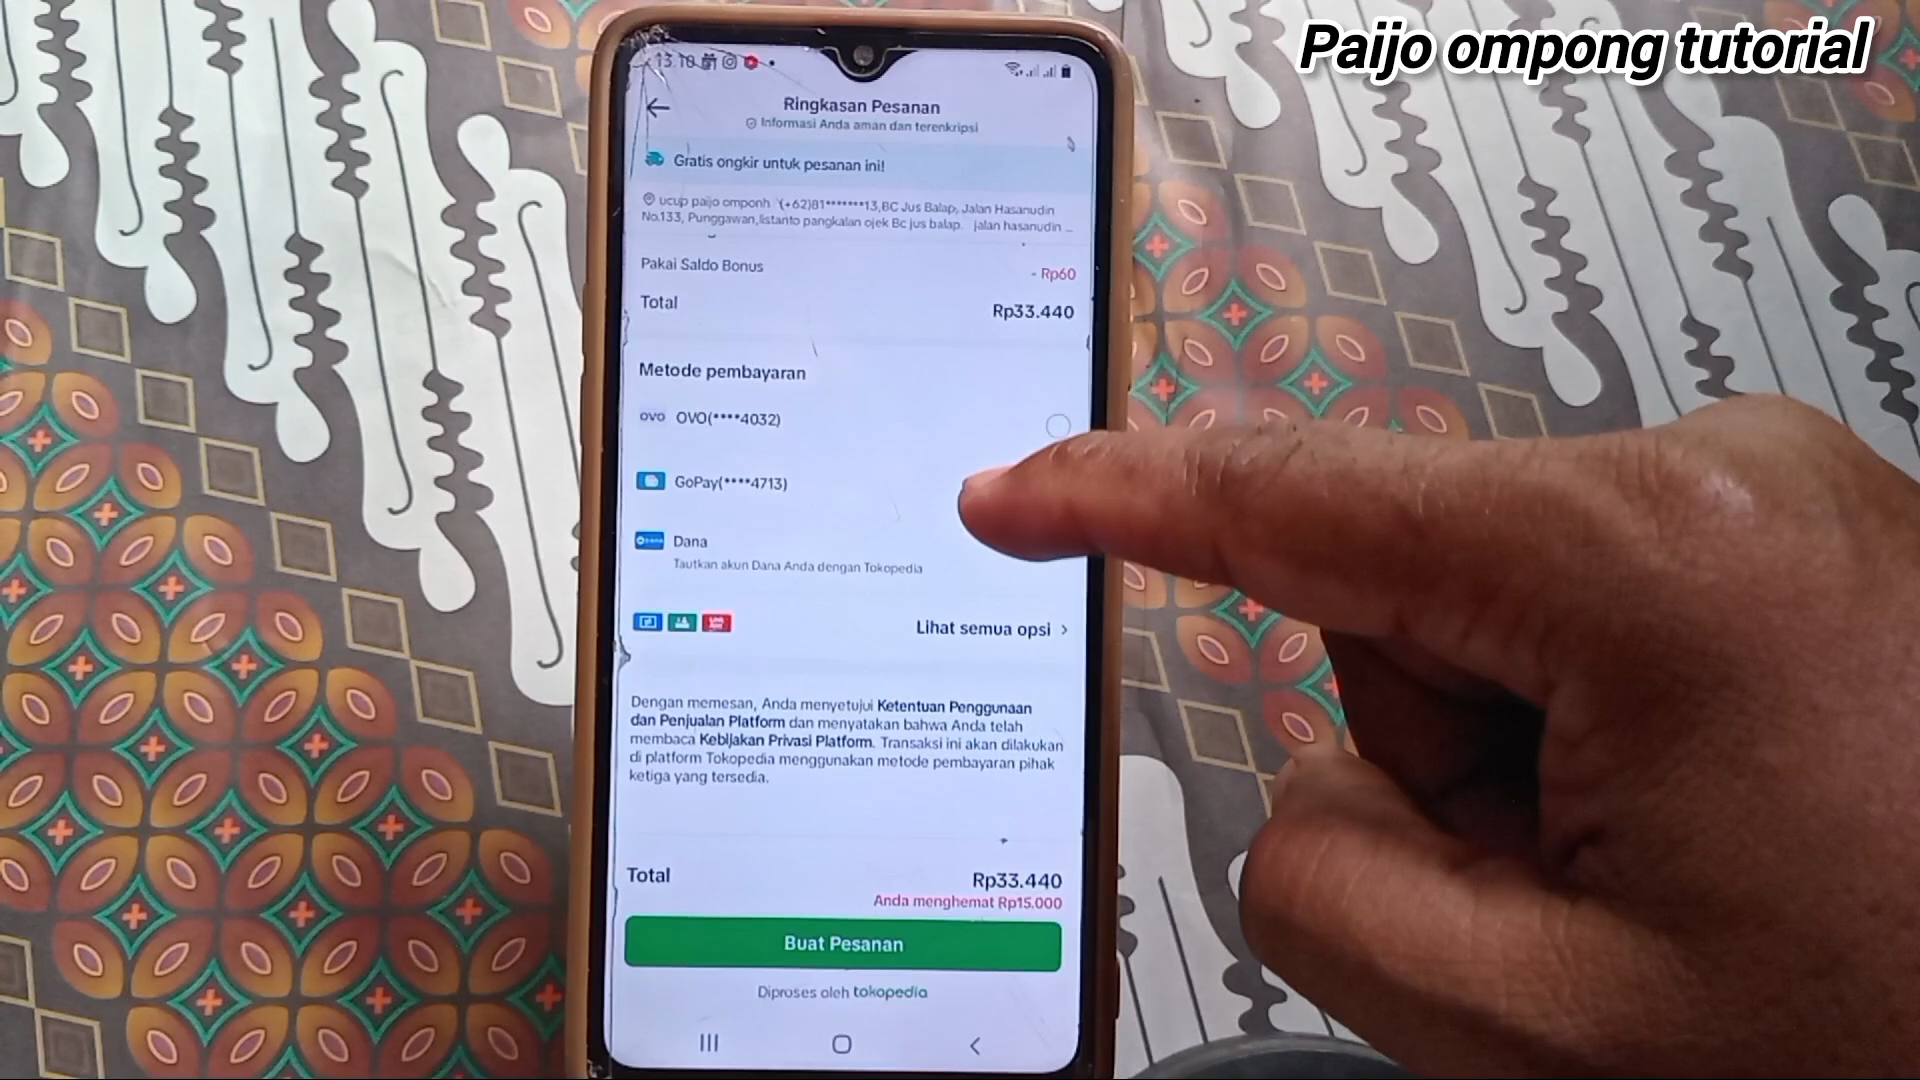 Paijo ompong tutorial
13.18
Ringkasan Pesanan
Informasi Anda aman dan terenkripsi
Gratis ongkir untuk pesanan ini!
ucup paijo omponh (+62)81*******13,BC Jus Balap, Jalan Hasanudin
No.133, Punggawan,listanto pangkalan ojek Bc jus balap. jalan hasanudin ...
Pakai Saldo Bonus - Rp60
Total Rp33.440
Metode pembayaran
OVO OVO(****4032)
GoPay(****4713)
Dana
Tautkan akun Dana Anda dengan Tokopedia
Lihat semua opsi >
Dengan memesan, Anda menyetujui Ketentuan Penggunaan
dan Penjualan Platform dan menyatakan bahwa Anda telah
membaca Kebijakan Privasi Platform. Transaksi ini akan dilakukan
di platform Tokopedia menggunakan metode pembayaran pihak
ketiga yang tersedia.
Total Rp33.440
Anda menghemat Rp15.000
Buat Pesanan
Diproses oleh tokopedia